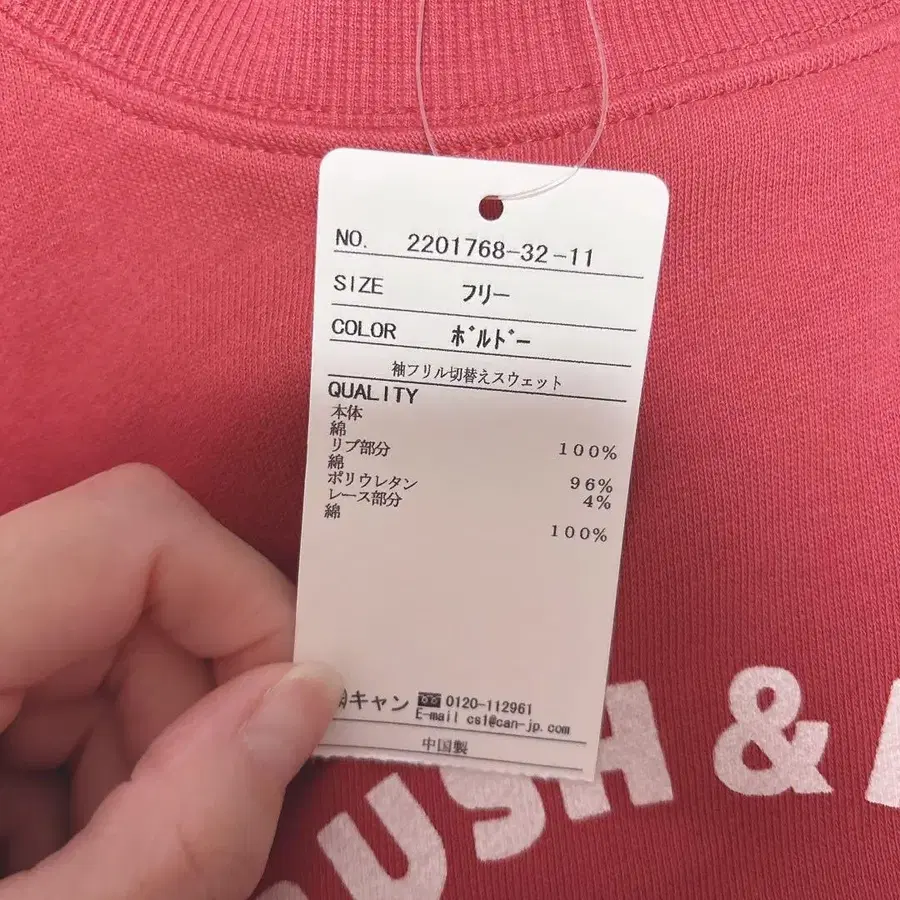 NO. 2201768-32-11
SIZE フリー
COLOR ボルドー
袖フリル切替えスウェット
QUALITY
本体
綿 100%
リブ部分
綿 96%
ポリウレタン 4%
レース部分
綿 100%
キャン 0120-112961
E-mail cs1@can-jp.com
中国製
USH &